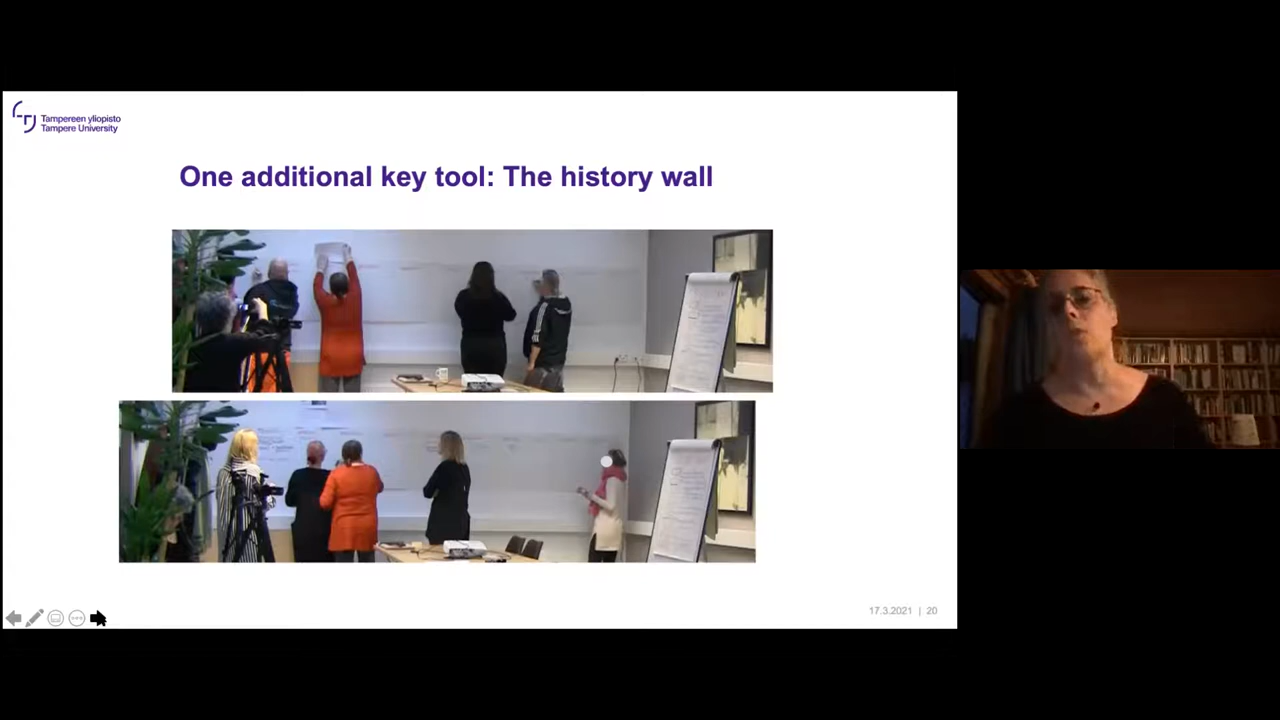 Tampereen yliopisto
Tampere University
One additional key tool: The history wall
17.3.2021 | 20